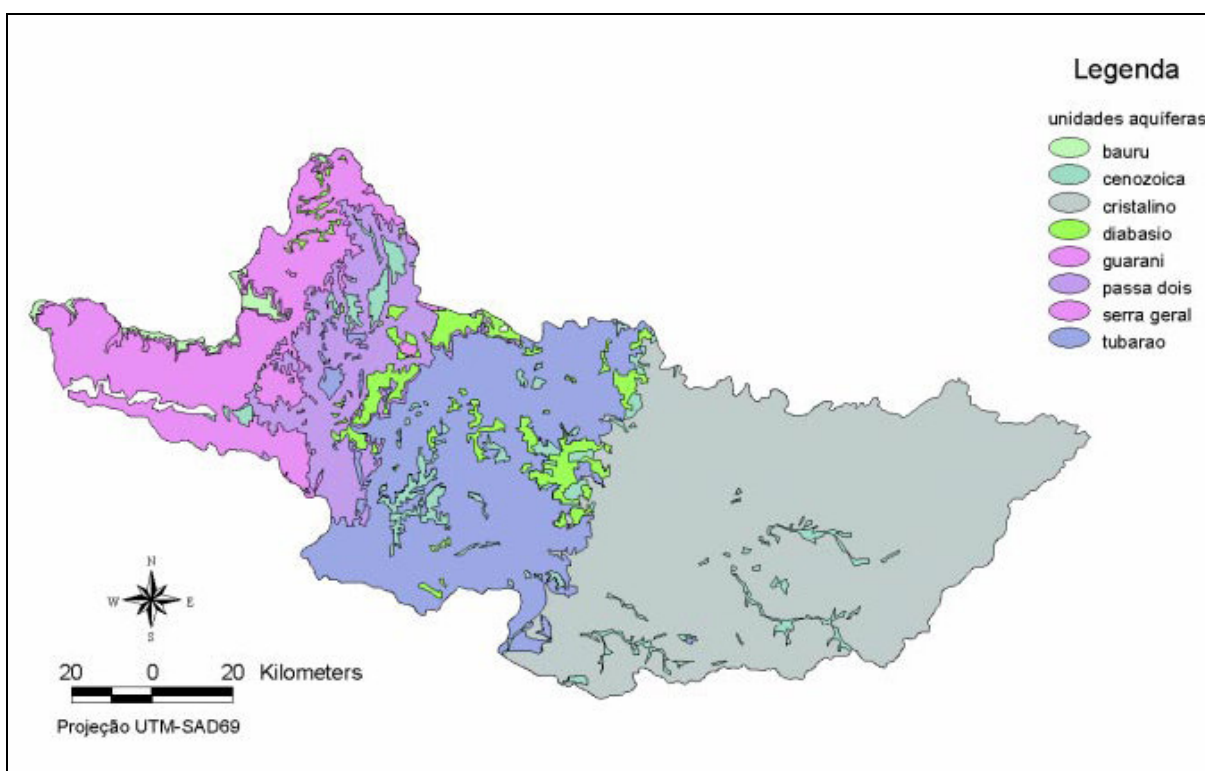 Legenda
unidades aquiferas
bauru
cenozoica
cristalino
diabasio
guarani
passa dois
serra geral
tubarao
N
W E
S
20 0 20 Kilometers
Projeção UTM-SAD69